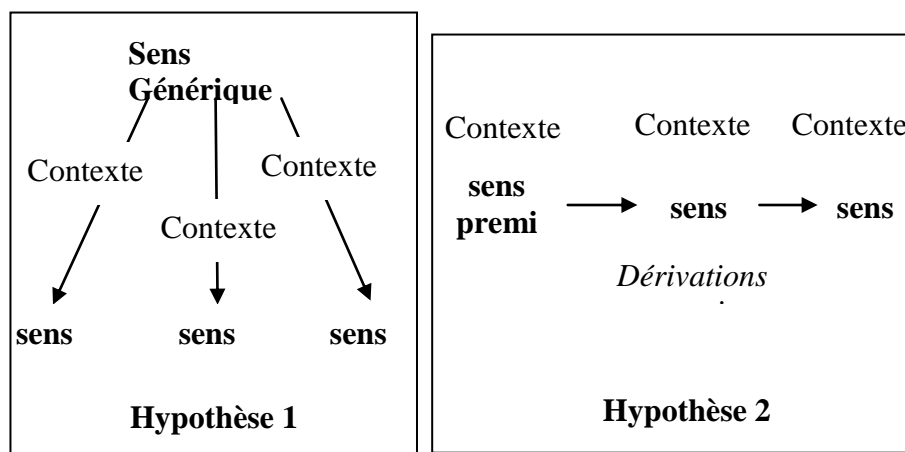 Sens
Générique
Contexte
Contexte
Contexte
sens
sens
sens
Hypothèse 1
Contexte
Contexte
Contexte
sens
premi
sens
sens
Dérivations
Hypothèse 2